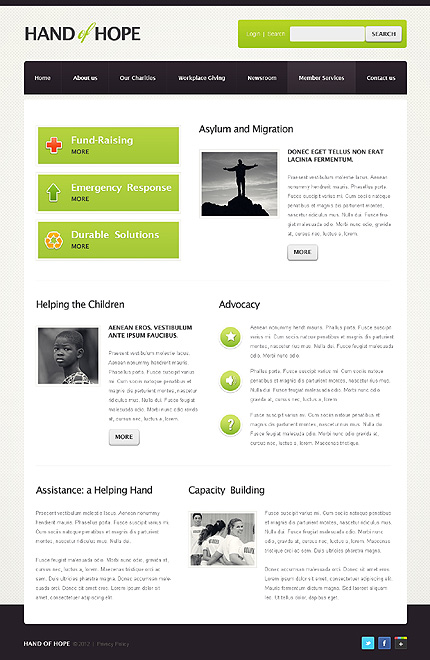 HAND of HOPE
Login | Search
SEARCH
Home
About us
Our Charities
Workplace Giving
Newsroom
Member Services
Contact us
Fund-Raising
MORE
Emergency Response
MORE
Durable Solutions
MORE
Asylum and Migration
DONEC EGET TELLUS NON ERAT
LACINIA FERMENTUM.
Praesent vestibulum molestie lacus. Aenean
nonummy hendrerit mauris. Phasellus porta.
Fusce suscipit varius mi. Cum sociis natoque
penatibus et magnis dis parturient montes,
nascetur ridiculus mus. Nulla dui. Fusce feu-
giat malesuada odio. Morbi nunc odio, gravida
at, cursus nec, luctus a, lorem.
MORE
Helping the Children
AENEAN EROS, VESTIBULUM
ANTE IPSUM FAUCIBUS.
Praesent vestibulum molestie lacus.
Phasellus porta. Fusce suscipit varius
mi. Cum sociis natoque penatibus et
magnis dis parturient montes, nascetur
ridiculus mus. Nulla dui. Fusce feugiat
malesuada odio. Morbi nunc odio gravida
at, cursus nec, luctus a, lorem.
MORE
Advocacy
Aenean nonummy hendrerit mauris. Phallus porta. Fusce suscipit
varius mi. Cum sociis natoque penatibus et magnis dis parturient
montes, nascetur ridiculus mus. Nulla dui. Fusce feugiat malesuada
odio. Morbi nunc odio.
Phallus porta. Fusce suscipit varius mi. Cum sociis natoque
penatibus et magnis dis parturient montes, nascetur ridiculus
mus. Nulla dui. Fusce feugiat malesuada odio. Morbi nunc odio
gravida at, cursus nec, luctus a, lorem.
Fusce suscipit varius mi. Cum sociis natoque penatibus et
magnis dis parturient montes, nascetur mus. Nulla dui. Fusce
feugiat malesuada odio. Morbi nunc odio gravida at, cursus
nec, luctus a, lorem. Maecenas tristique.
Assistance: a Helping Hand
Praesent vestibulum molestie lacus. Aenean nonummy
hendrerit mauris. Phasellus porta. Fusce suscipit varius mi.
Cum sociis natoque penatibus et magnis dis parturient
montes, nascetur ridiculus mus. Nulla dui.
Fusce feugiat malesuada odio. Morbi nunc odio, gravida at,
cursus nec, luctus a, lorem. Maecenas tristique orci ac
sem. Duis ultricies pharetra magna. Donec accumsan male-
suada orci. Donec sit amet eros. Lorem ipsum dolor sit
amet, consectetuer adipiscing elit.
Capacity Building
Fusce suscipit varius mi. Cum sociis natoque penatibus et
magnis dis parturient montes, nascetur ridiculus mus.
Nulla dui. Fusce feugiat malesuada odio. Morbi nunc
odio, gravida at, cursus nec, luctus a, lorem. Maecenas
tristique orci ac sem. Duis ultricies pharetra magna.
Donec accumsan malesuada orci. Donec sit amet eros.
Lorem ipsum dolor sit amet, consectetuer adipiscing elit.
Mauris fermentum dictum magna. Sed laoreet aliquam
leo. Ut tellus dolor, dapibus eget.
HAND OF HOPE © 2012 | Privacy Policy